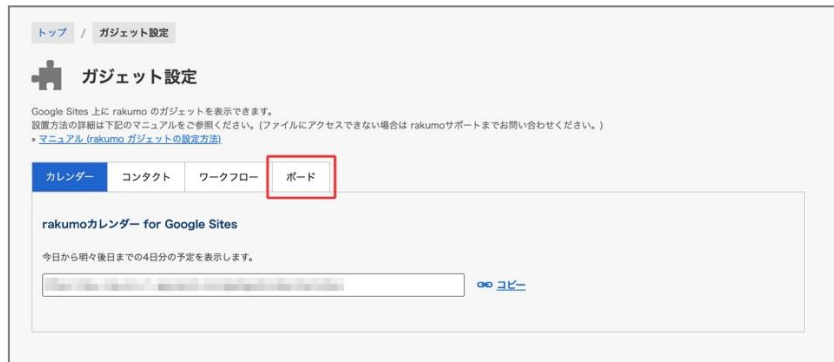 トップ / ガジェット設定
ガジェット設定
Google Sites 上に rakumo のガジェットを表示できます。
設置方法の詳細は下記のマニュアルをご参照ください。(ファイルにアクセスできない場合は rakumoサポートまでお問い合わせください。)
» マニュアル (rakumo ガジェットの設定方法)
カレンダー コンタクト ワークフロー ボード
rakumoカレンダー for Google Sites
今日から明々後日までの4日分の予定を表示します。
コピー